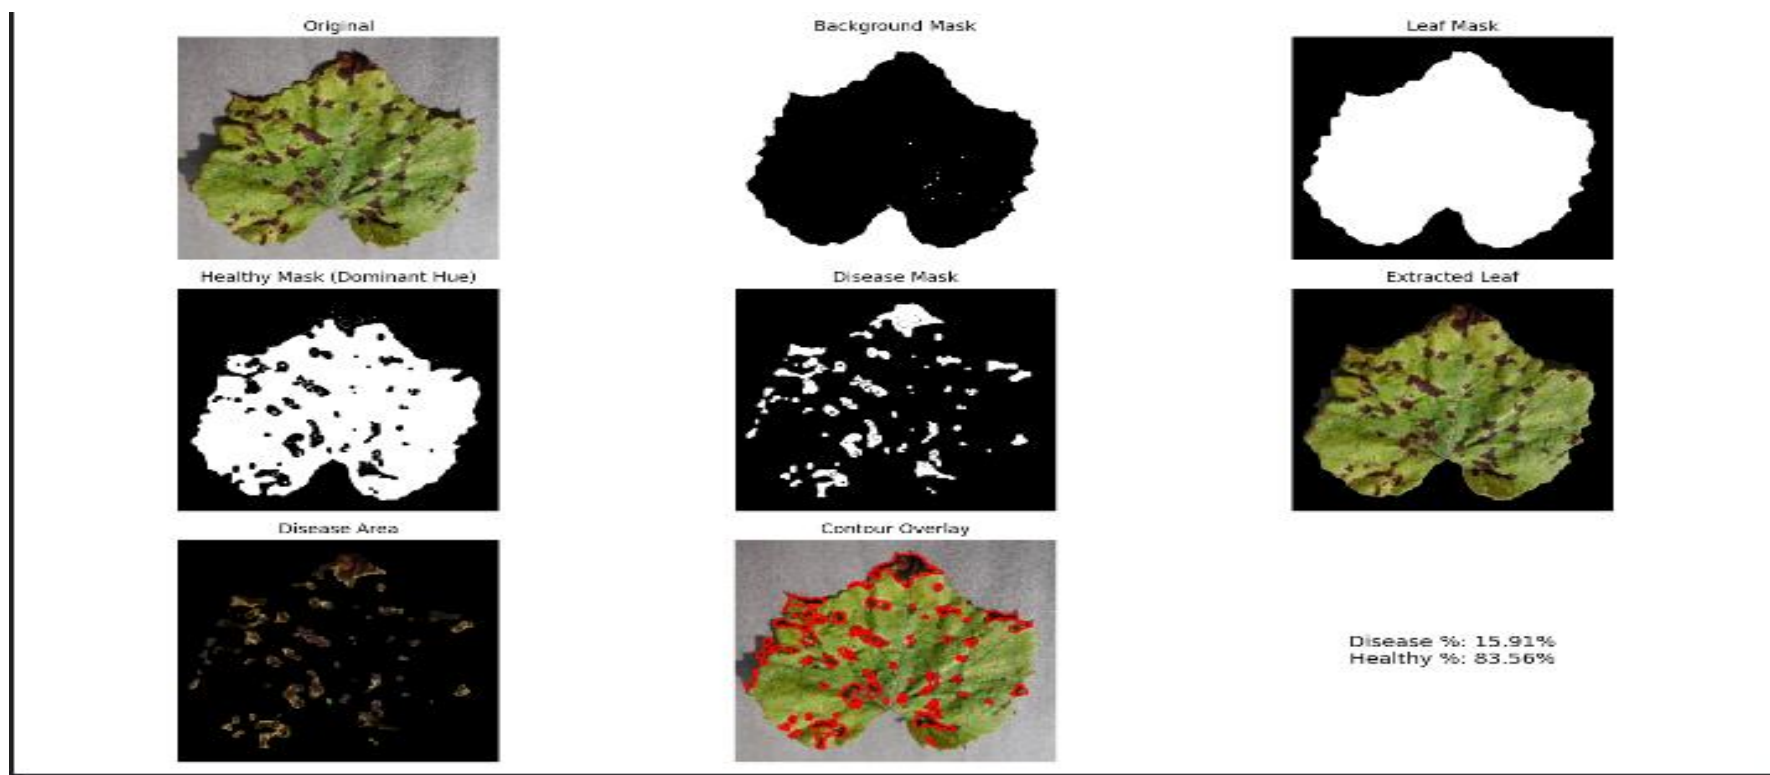 Original
Background Mask
Leaf Mask
Healthy Mask (Dominant Hue)
Disease Mask
Extracted Leaf
Disease Area
Contour Overlay
Disease %: 15.91%
Healthy %: 83.56%